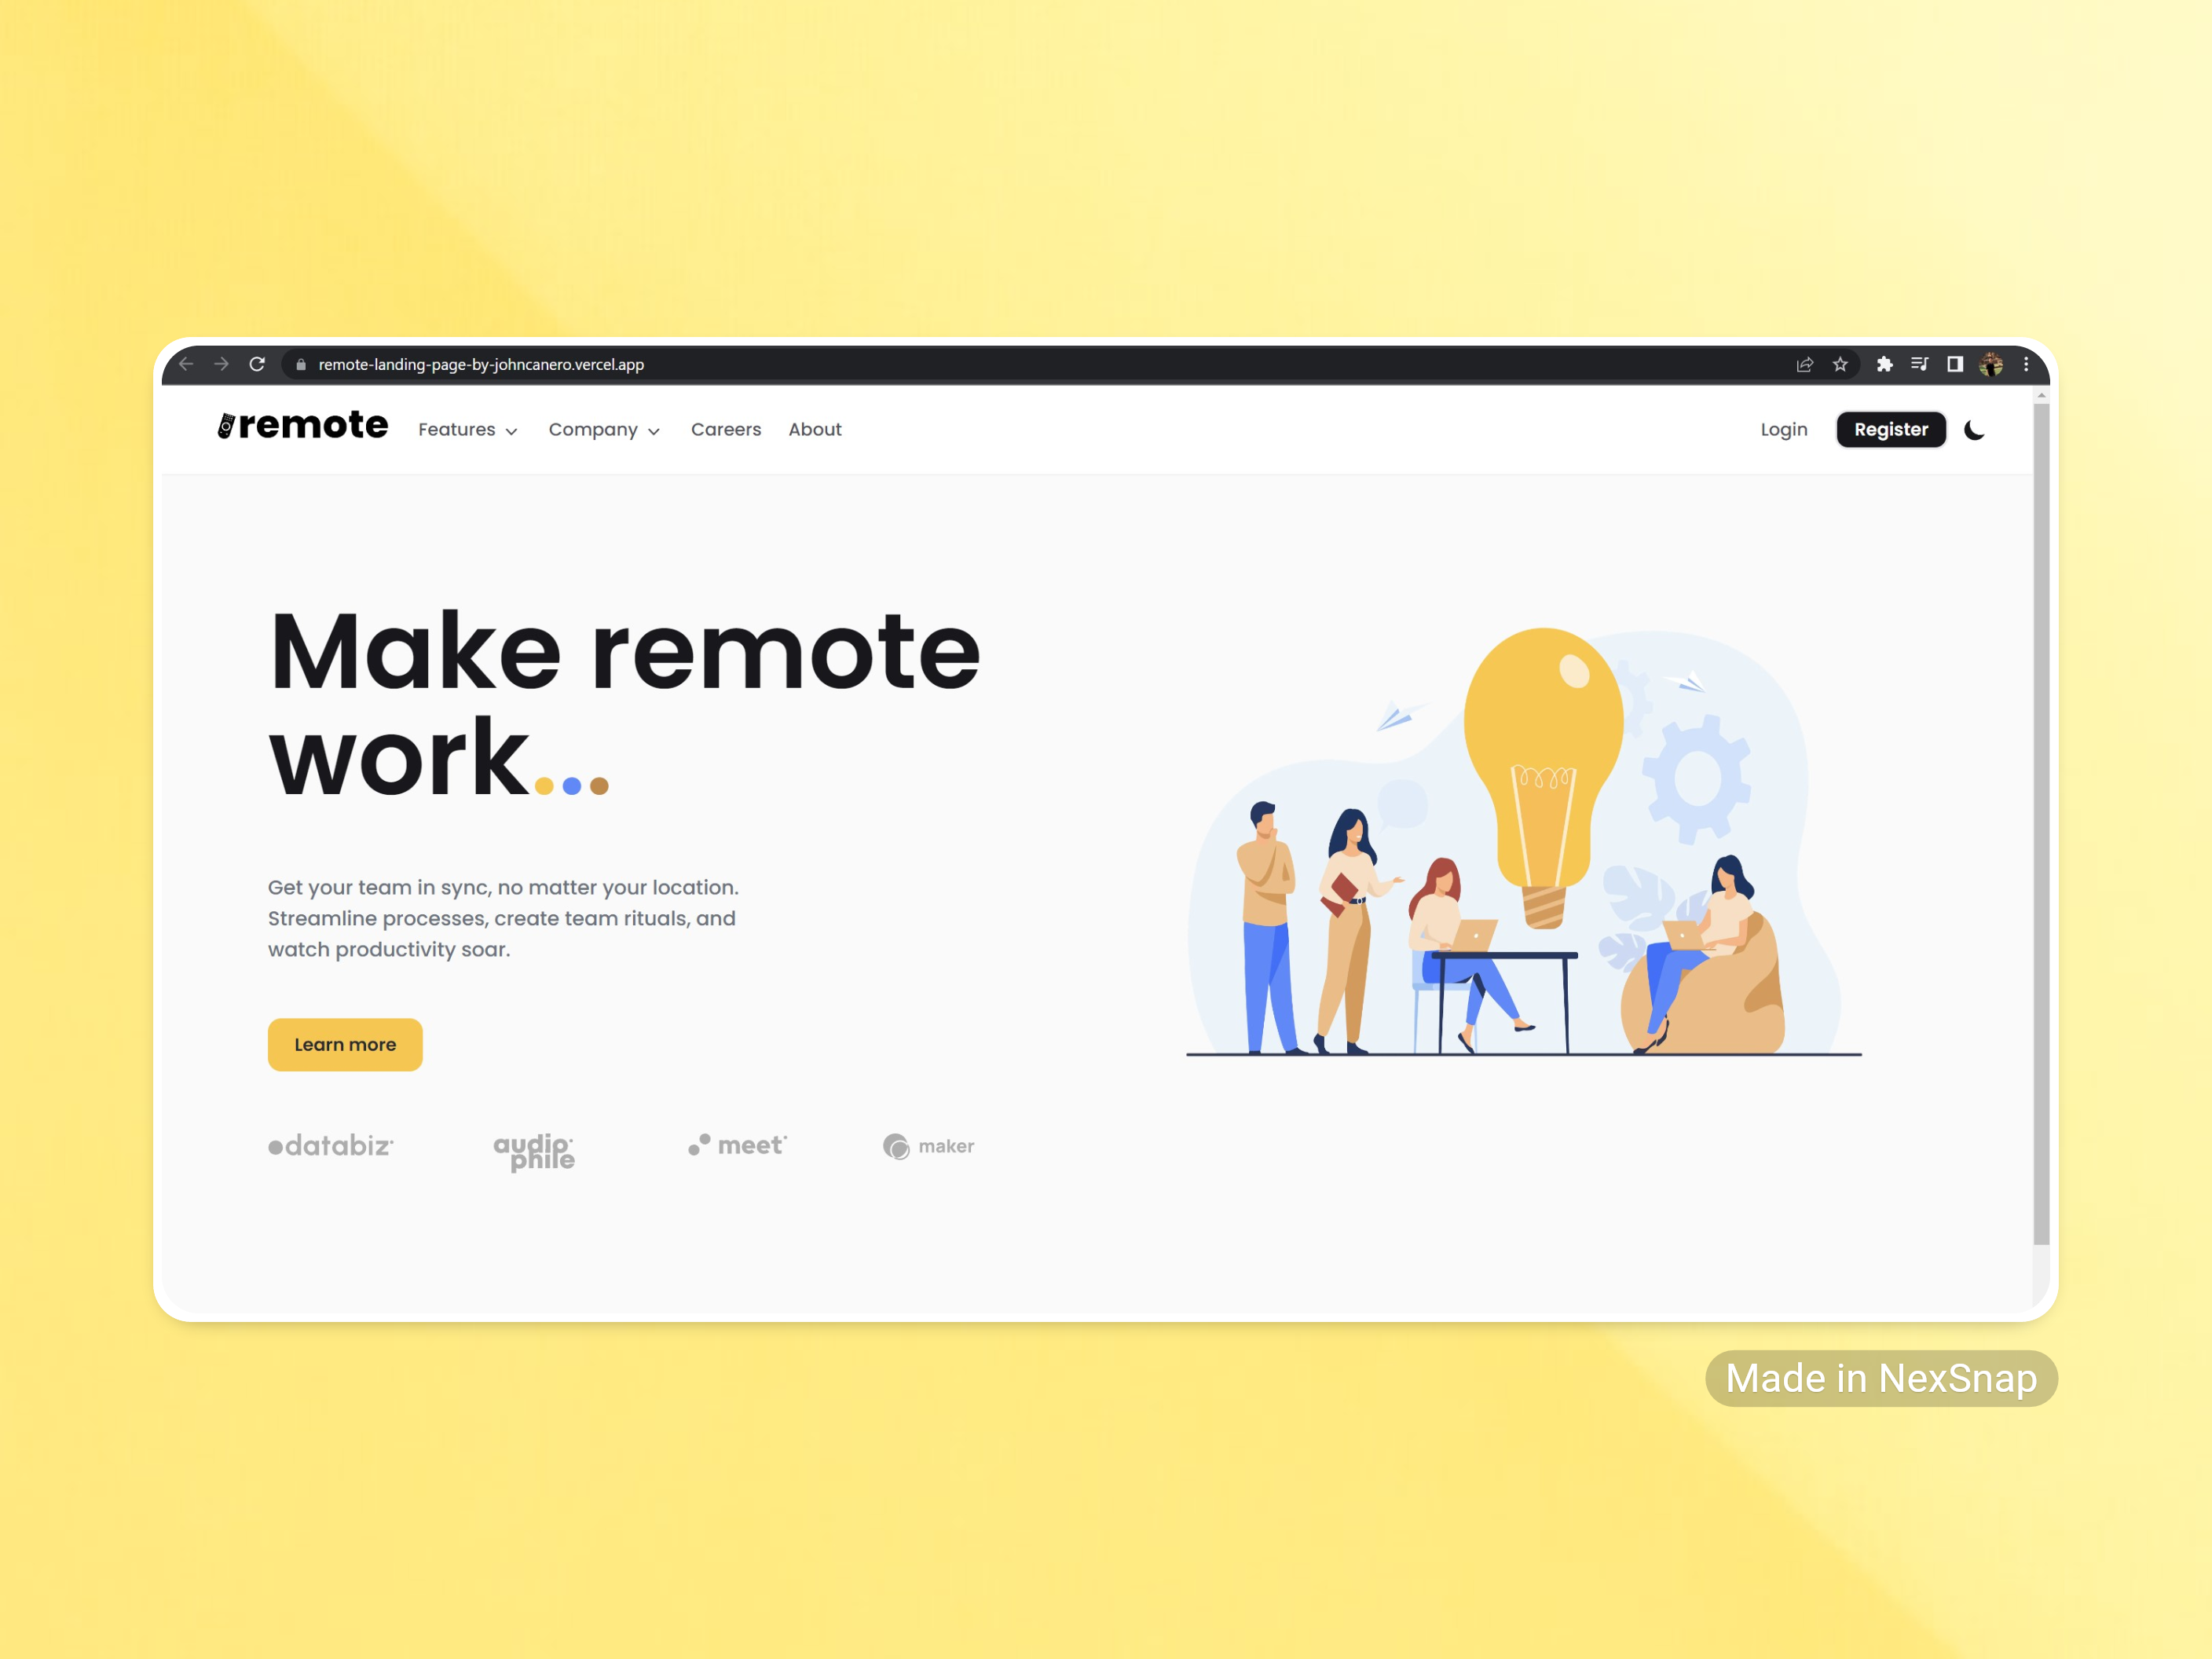 remote-landing-page-by-johncanero.vercel.app
remote Features Company Careers About Login Register
Make remote
work...
Get your team in sync, no matter your location.
Streamline processes, create team rituals, and
watch productivity soar.
Learn more
databiz audiophile meet maker
Made in NexSnap